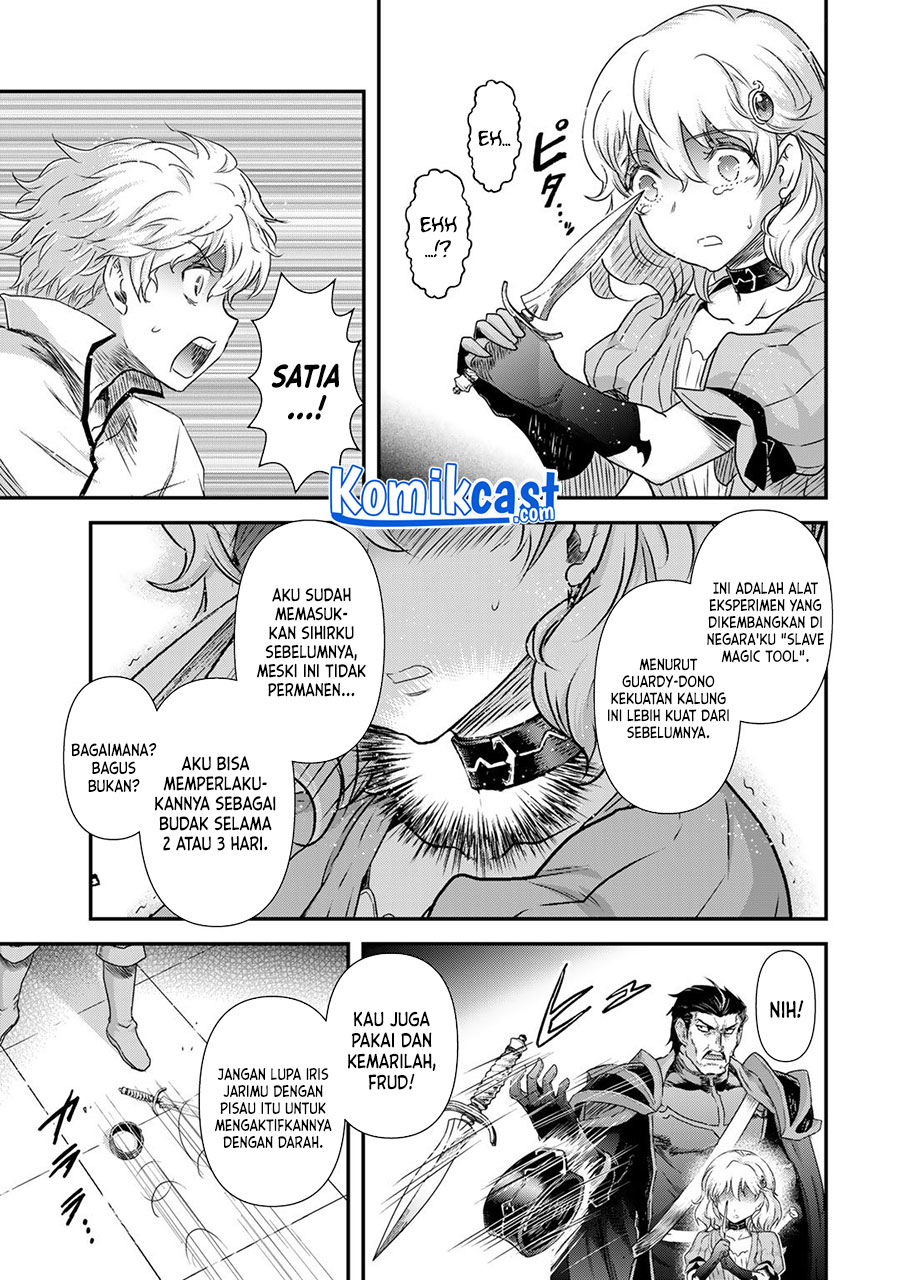 EH...
ピタ...
EHH
...!?
SATIA
...!
Komikcast
.com
INI ADALAH ALAT
EKSPERIMEN YANG
DIKEMBANGKAN DI
NEGARA'KU "SLAVE
MAGIC TOOL".
MENURUT
GUARDY-DONO
KEKUATAN KALUNG
INI LEBIH KUAT DARI
SEBELUMNYA.
AKU SUDAH
MEMASUK-
KAN SIHIRKU
SEBELUMNYA,
MESKI INI TIDAK
PERMANEN...
AKU BISA
MEMPERLAKU-
KANNYA SEBAGAI
BUDAK SELAMA
2 ATAU 3 HARI.
BAGAIMANA?
BAGUS
BUKAN?
NIH!
ヒュー
KAU JUGA
PAKAI DAN
KEMARILAH,
FRUD!
JANGAN LUPA IRIS
JARIMU DENGAN
PISAU ITU UNTUK
MENGAKTIFKANNYA
DENGAN DARAH.